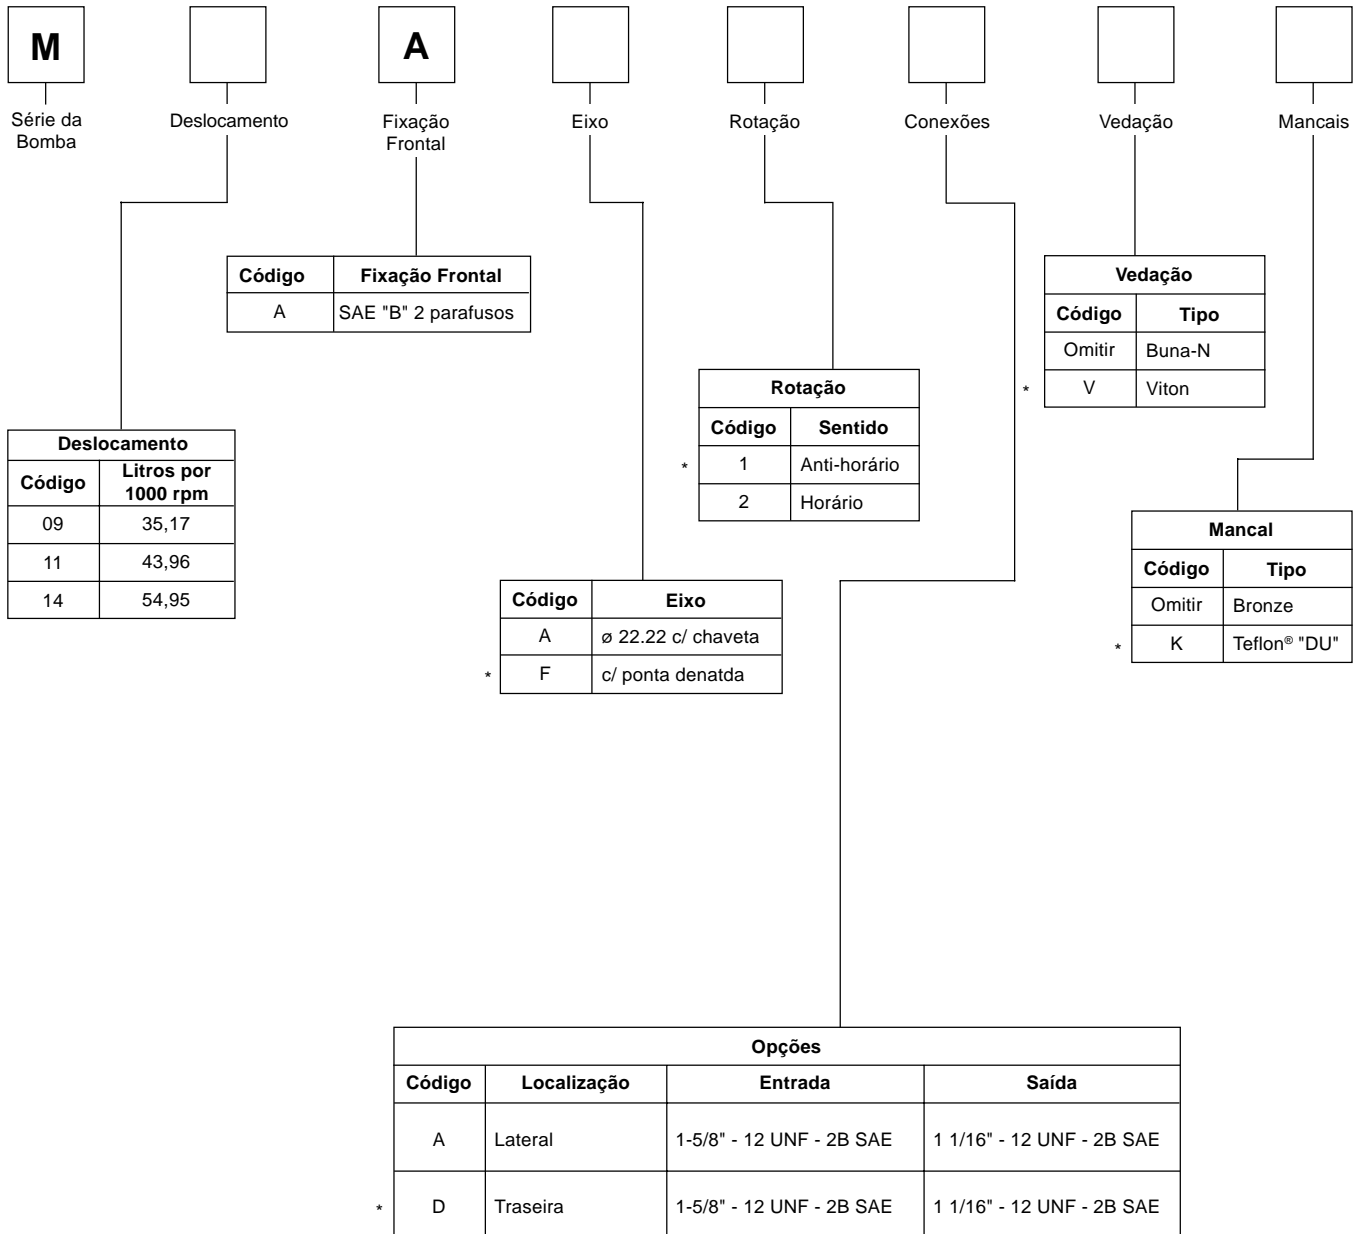 M A
Série da Bomba
Deslocamento
Fixação Frontal
Eixo
Rotação
Conexões
Vedação
Mancais
Código Fixação Frontal
A SAE "B" 2 parafusos
Vedação
Código Tipo
Omitir Buna-N
* V Viton
Rotação
Código Sentido
* 1 Anti-horário
2 Horário
Deslocamento
Código Litros por 1000 rpm
09 35,17
11 43,96
14 54,95
Mancal
Código Tipo
Omitir Bronze
* K Teflon® "DU"
Código Eixo
A ø 22.22 c/ chaveta
* F c/ ponta denatda
Opções
Código Localização Entrada Saída
A Lateral 1-5/8" - 12 UNF - 2B SAE 1 1/16" - 12 UNF - 2B SAE
* D Traseira 1-5/8" - 12 UNF - 2B SAE 1 1/16" - 12 UNF - 2B SAE